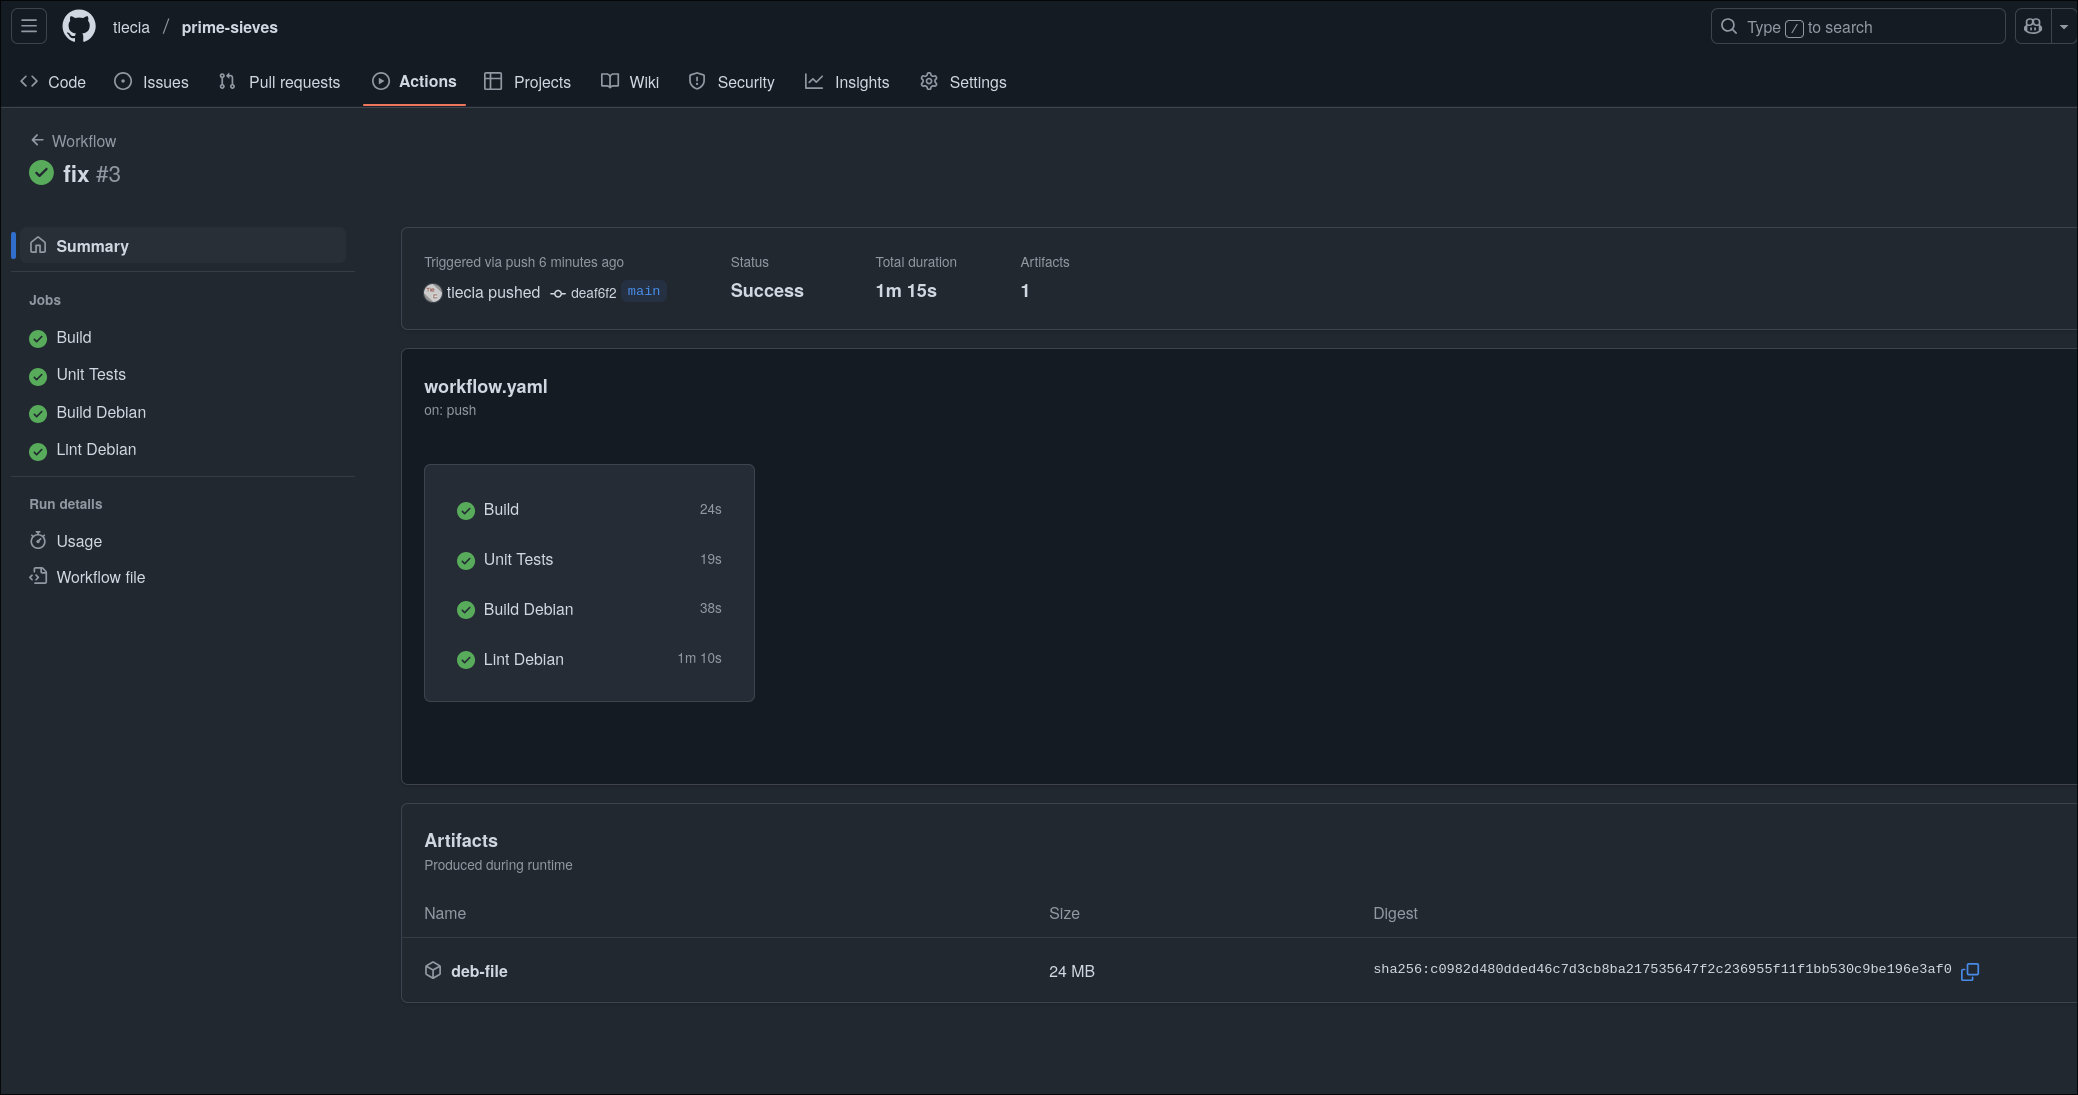 tlecla / prime-sieves
Type / to search
Code Issues Pull requests Actions Projects Wiki Security Insights Settings
Workflow
fix #3
Summary
Jobs
Build
Unit Tests
Build Debian
Lint Debian
Run details
Usage
Workflow file
Triggered via push 6 minutes ago
tlecla pushed deaf6f2 main
Status
Success
Total duration
1m 15s
Artifacts
1
workflow.yaml
on: push
Build 24s
Unit Tests 19s
Build Debian 38s
Lint Debian 1m 10s
Artifacts
Produced during runtime
Name Size Digest
deb-file 24 MB sha256:c0982d480dded46c7d3cb8ba217535647f2c236955f11f1bb530c9be196e3af0